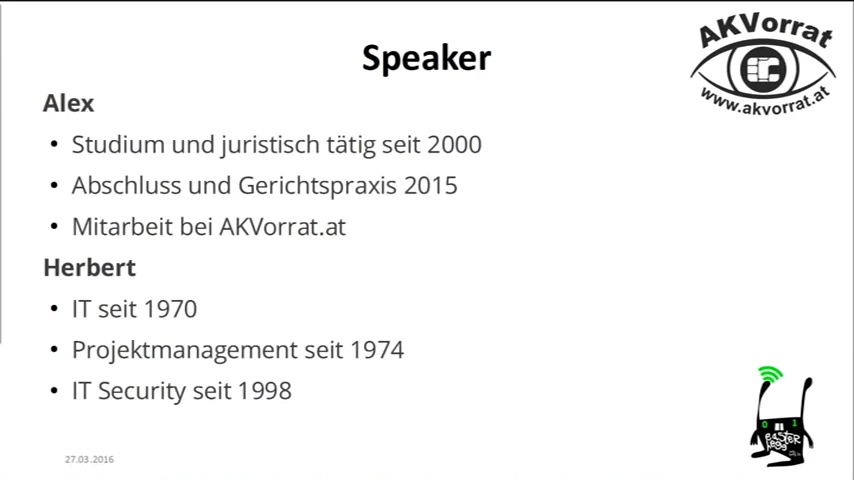 AKVorrat
www.akvorrat.at
Speaker
Alex
• Studium und juristisch tätig seit 2000
• Abschluss und Gerichtspraxis 2015
• Mitarbeit bei AKVorrat.at
Herbert
• IT seit 1970
• Projektmanagement seit 1974
• IT Security seit 1998
0 1
EASTER
hegg
27.03.2016